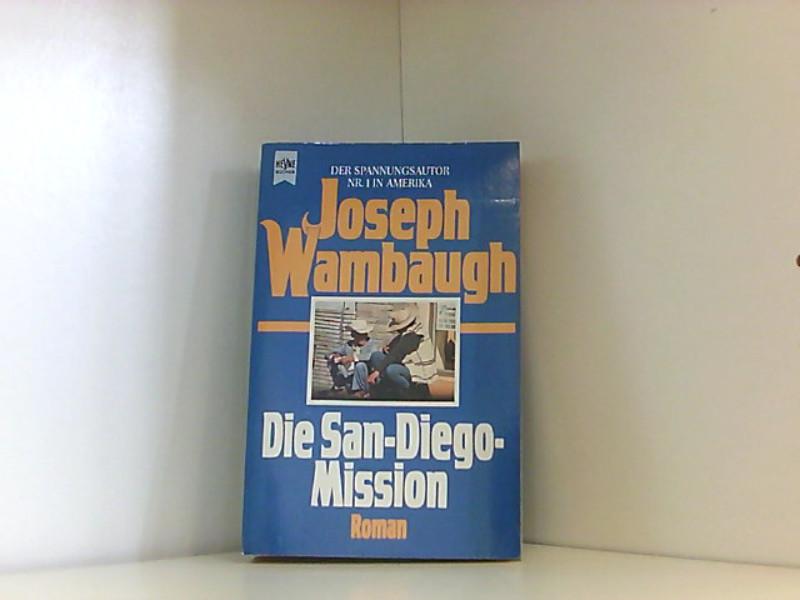 HEYNE
BÜCHER
DER SPANNUNGSAUTOR
NR. 1 IN AMERIKA
Joseph
Wambaugh
Die San-Diego-
Mission
Roman